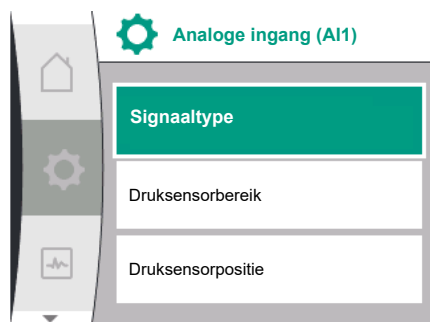 Analoge ingang (AI1)
Signaaltype
Druksensorbereik
Druksensorpositie